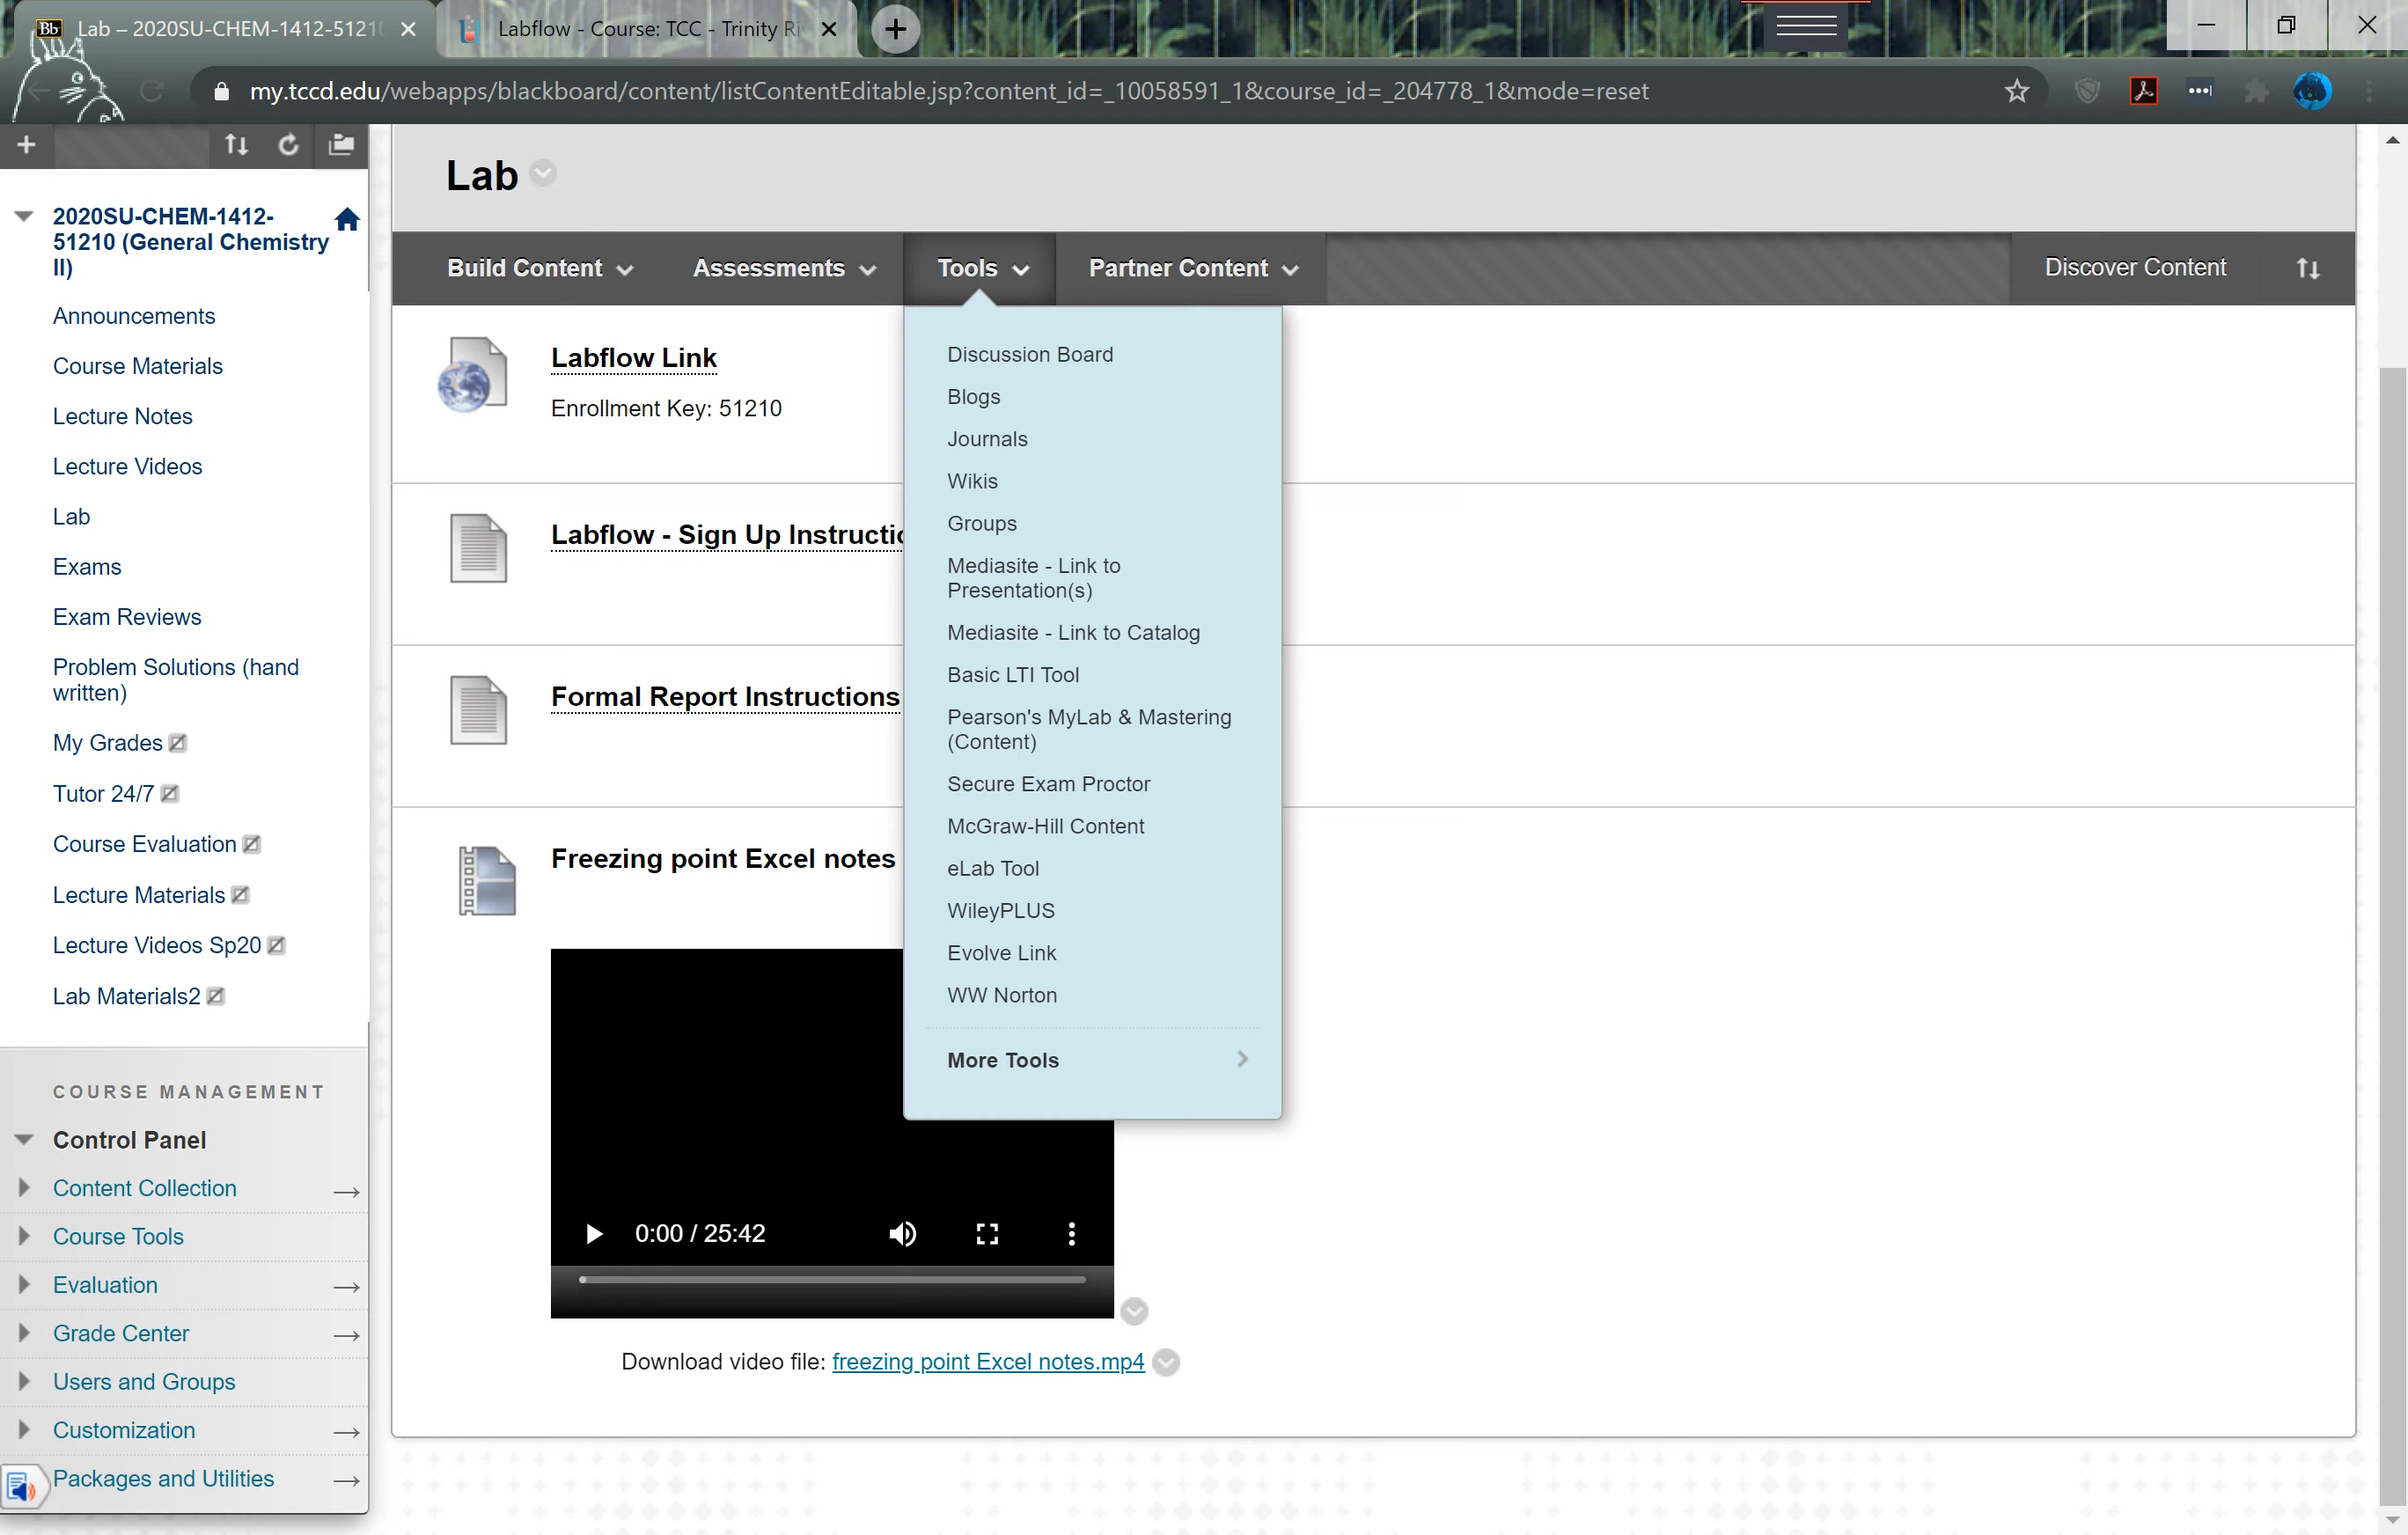 Lab – 2020SU-CHEM-1412-51210
Labflow - Course: TCC - Trinity Ri
my.tccd.edu/webapps/blackboard/content/listContentEditable.jsp?content_id=_10058591_1&course_id=_204778_1&mode=reset
Lab
Build Content
Assessments
Tools
Partner Content
Discover Content
2020SU-CHEM-1412-
51210 (General Chemistry
II)
Announcements
Course Materials
Lecture Notes
Lecture Videos
Lab
Exams
Exam Reviews
Problem Solutions (hand
written)
My Grades
Tutor 24/7
Course Evaluation
Lecture Materials
Lecture Videos Sp20
Lab Materials2
COURSE MANAGEMENT
Control Panel
Content Collection
Course Tools
Evaluation
Grade Center
Users and Groups
Customization
Packages and Utilities
Labflow Link
Enrollment Key: 51210
Labflow - Sign Up Instructio
Formal Report Instructions
Freezing point Excel notes
Discussion Board
Blogs
Journals
Wikis
Groups
Mediasite - Link to
Presentation(s)
Mediasite - Link to Catalog
Basic LTI Tool
Pearson's MyLab & Mastering
(Content)
Secure Exam Proctor
McGraw-Hill Content
eLab Tool
WileyPLUS
Evolve Link
WW Norton
More Tools
0:00 / 25:42
Download video file: freezing point Excel notes.mp4
Bb